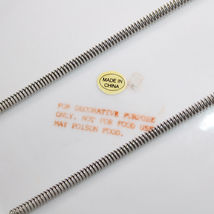 MADE IN
CHINA
FOR DECORATIVE PURPOSE
ONLY. NOT FOR FOOD USE
MAY POISON FOOD.